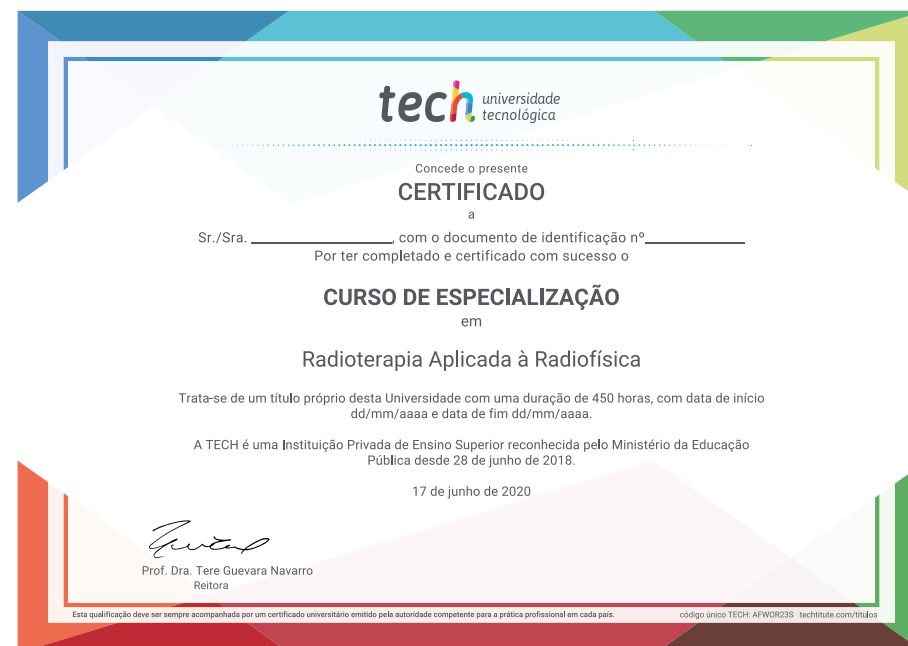 tech universidade
tecnológica
Concede o presente
CERTIFICADO
a
Sr./Sra. ____________________, com o documento de identificação nº______________
Por ter completado e certificado com sucesso o
CURSO DE ESPECIALIZAÇÃO
em
Radioterapia Aplicada à Radiofísica
Trata-se de um título próprio desta Universidade com uma duração de 450 horas, com data de início
dd/mm/aaaa e data de fim dd/mm/aaaa.
A TECH é uma Instituição Privada de Ensino Superior reconhecida pelo Ministério da Educação
Pública desde 28 de junho de 2018.
17 de junho de 2020
Prof. Dra. Tere Guevara Navarro
Reitora
Esta qualificação deve ser sempre acompanhada por um certificado universitário emitido pela autoridade competente para a prática profissional em cada país. código único TECH: AFWOR23S techtitute.com/titulos